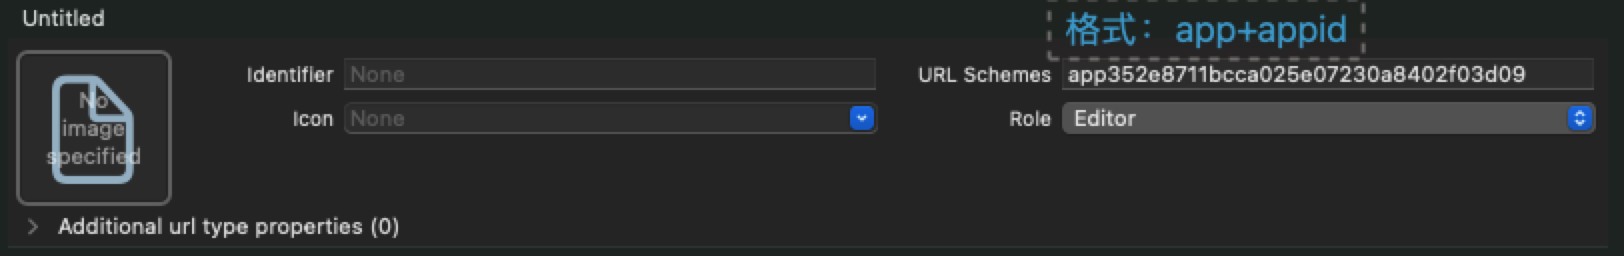 Untitled
格式：app+appid
No image specified
Identifier None
URL Schemes app352e8711bcca025e07230a8402f03d09
Icon None
Role Editor
Additional url type properties (0)